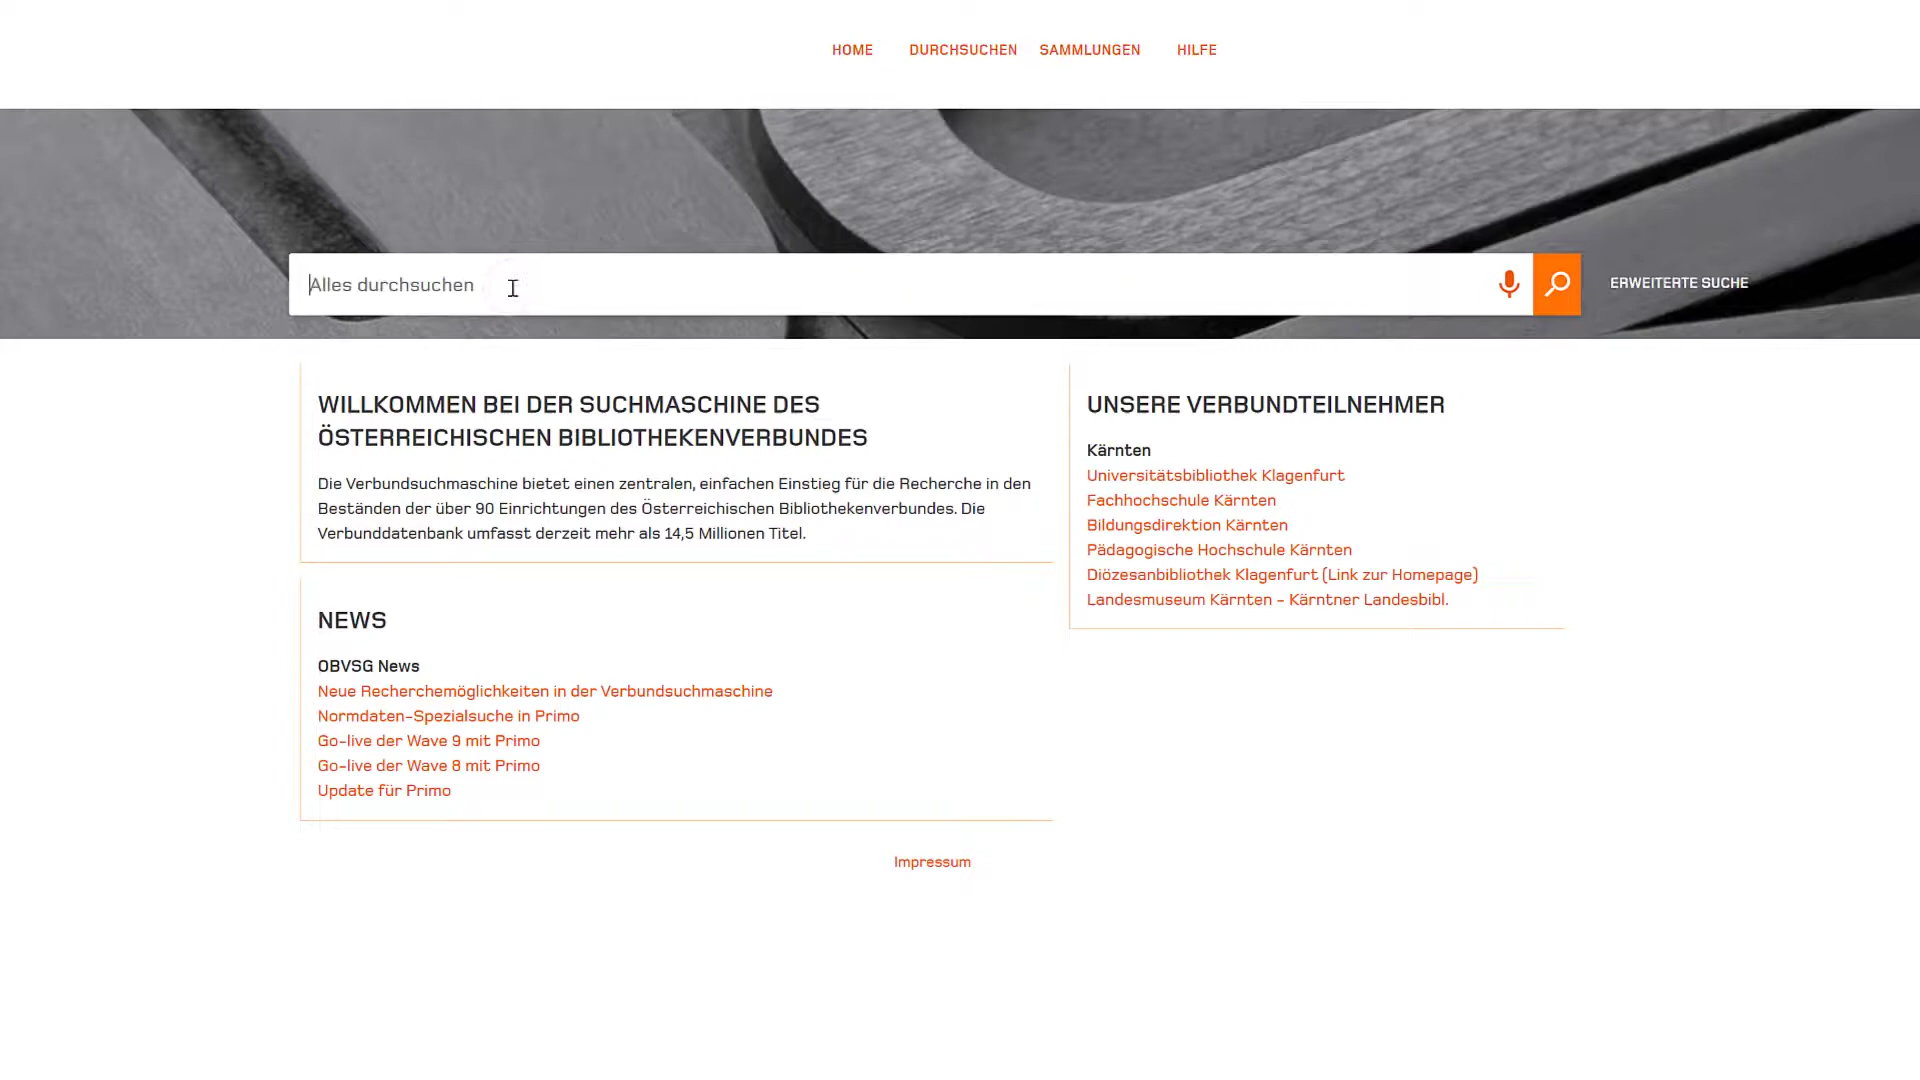 HOME DURCHSUCHEN SAMMLUNGEN HILFE
Alles durchsuchen
ERWEITERTE SUCHE
WILLKOMMEN BEI DER SUCHMASCHINE DES
ÖSTERREICHISCHEN BIBLIOTHEKENVERBUNDES
Die Verbundsuchmaschine bietet einen zentralen, einfachen Einstieg für die Recherche in den
Beständen der über 90 Einrichtungen des Österreichischen Bibliothekenverbundes. Die
Verbunddatenbank umfasst derzeit mehr als 14,5 Millionen Titel.
NEWS
OBVSG News
Neue Recherchemöglichkeiten in der Verbundsuchmaschine
Normdaten-Spezialsuche in Primo
Go-live der Wave 9 mit Primo
Go-live der Wave 8 mit Primo
Update für Primo
UNSERE VERBUNDTEILNEHMER
Kärnten
Universitätsbibliothek Klagenfurt
Fachhochschule Kärnten
Bildungsdirektion Kärnten
Pädagogische Hochschule Kärnten
Diözesanbibliothek Klagenfurt (Link zur Homepage)
Landesmuseum Kärnten - Kärntner Landesbibl.
Impressum